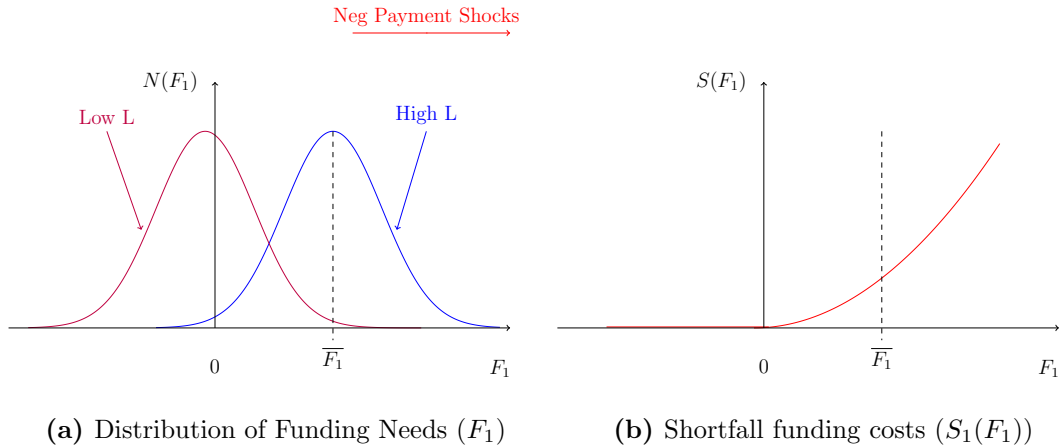 Neg Payment Shocks
N(F₁)
Low L
High L
0
F̅₁
F₁
S(F₁)
0
F̅₁
F₁
(a) Distribution of Funding Needs (F₁)
(b) Shortfall funding costs (S₁(F₁))